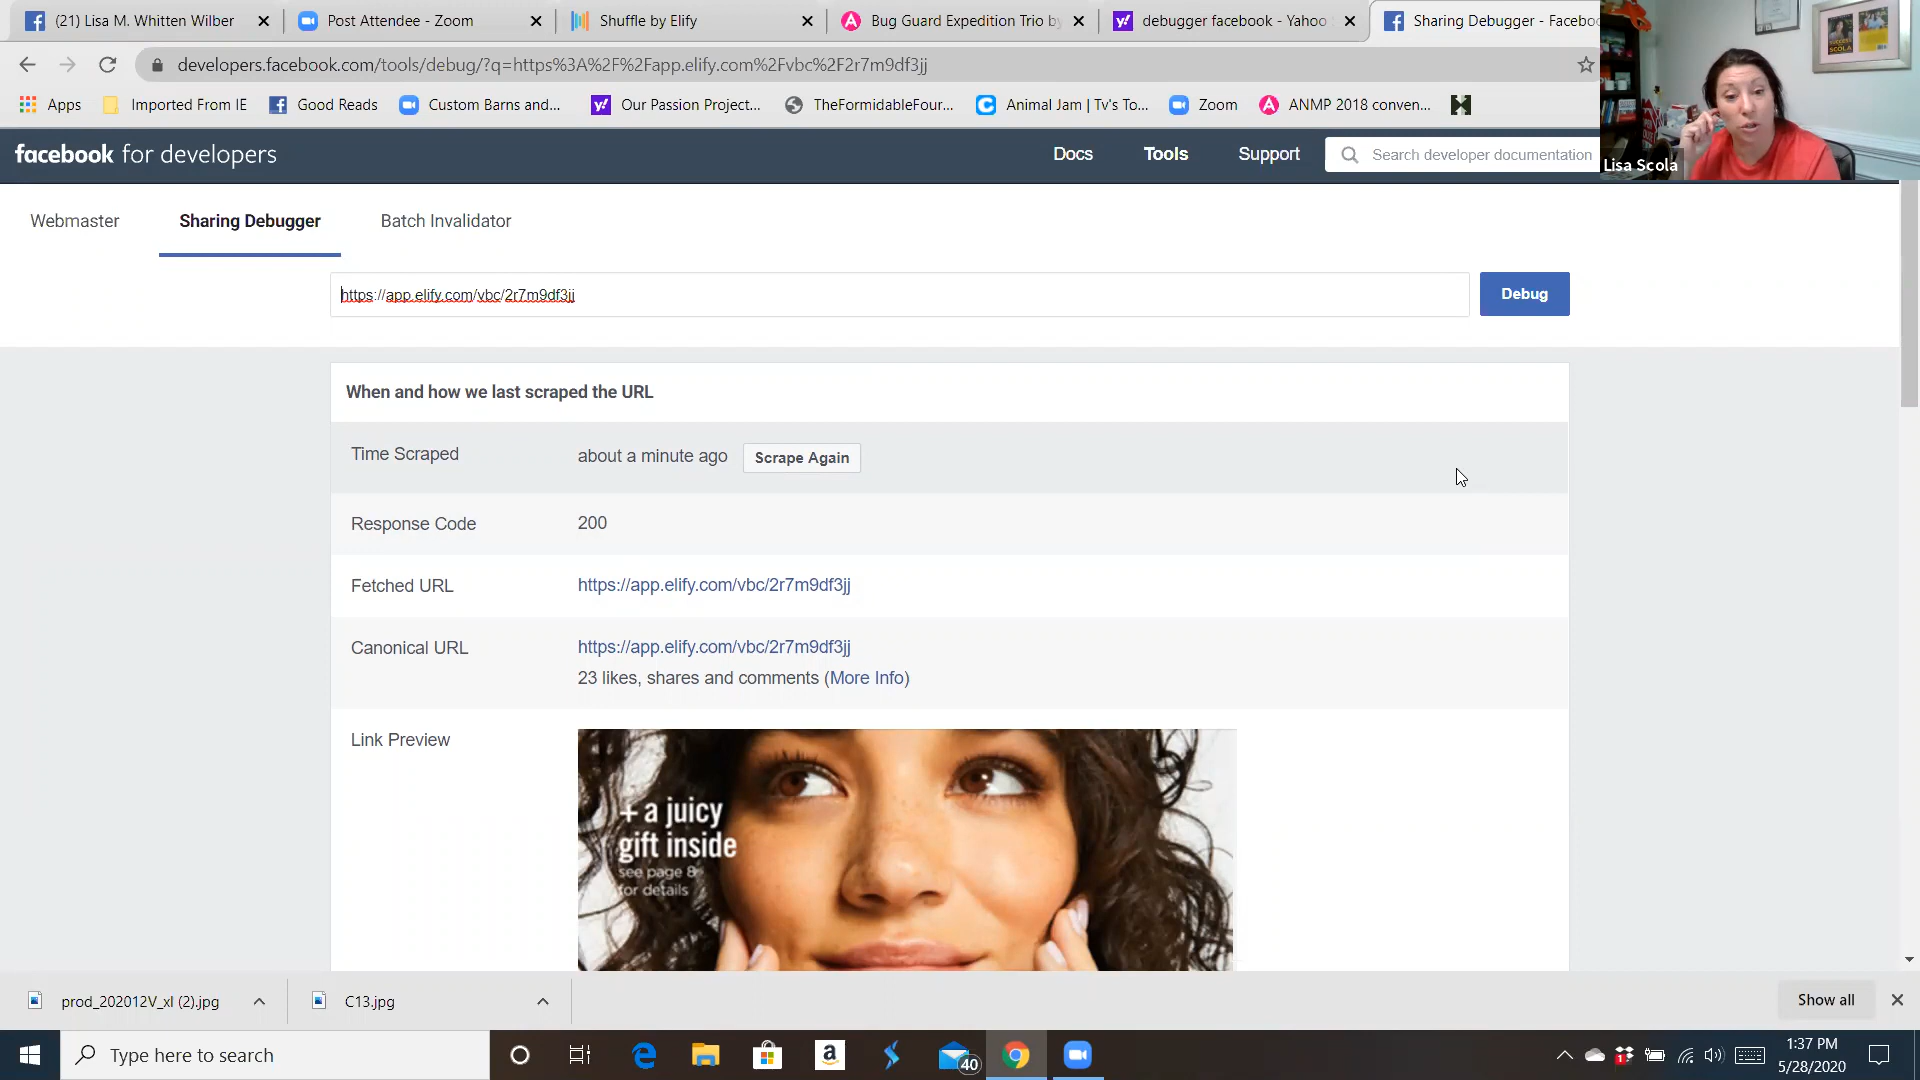 (21) Lisa M. Whitten Wilber
Post Attendee - Zoom
Shuffle by Elify
Bug Guard Expedition Trio by
debugger facebook - Yahoo
Sharing Debugger - Faceboo
developers.facebook.com/tools/debug/?q=https%3A%2F%2Fapp.elify.com%2Fvbc%2F2r7m9df3jj
Apps
Imported From IE
Good Reads
Custom Barns and...
Our Passion Project...
TheFormidableFour...
Animal Jam | Tv's To...
Zoom
ANMP 2018 conven...
SCOLA
Lisa Scola
facebook for developers
Docs
Tools
Support
Search developer documentation
Webmaster
Sharing Debugger
Batch Invalidator
https://app.elify.com/vbc/2r7m9df3jj
Debug
When and how we last scraped the URL
Time Scraped
about a minute ago
Scrape Again
Response Code
200
Fetched URL
https://app.elify.com/vbc/2r7m9df3jj
Canonical URL
https://app.elify.com/vbc/2r7m9df3jj
23 likes, shares and comments (More Info)
Link Preview
+ a juicy
gift inside
see page 8
for details
prod_202012V_xl (2).jpg
C13.jpg
Show all
Type here to search
40
1
1:37 PM
5/28/2020